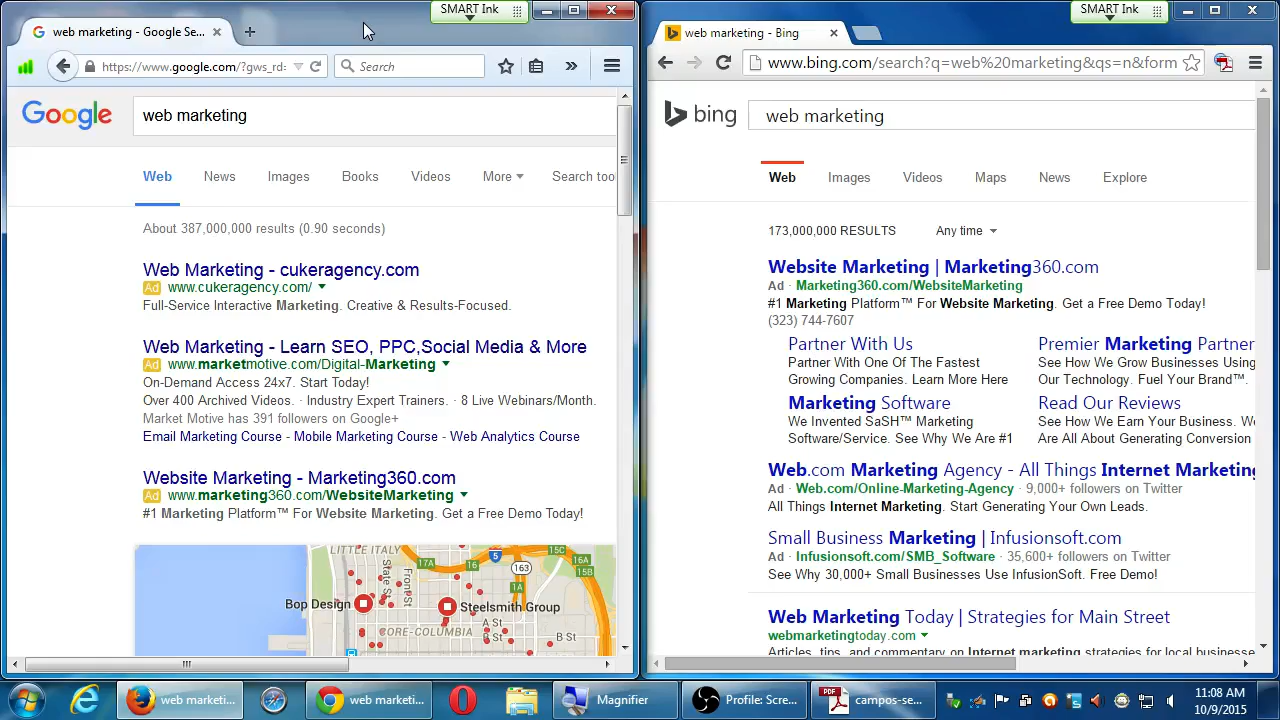 SMART Ink
web marketing - Google Se...
https://www.google.com/?gws_rd=
Search
Google
web marketing
Web
News
Images
Books
Videos
More
Search too
About 387,000,000 results (0.90 seconds)
Web Marketing - cukeragency.com
Ad www.cukeragency.com/
Full-Service Interactive Marketing. Creative & Results-Focused.
Web Marketing - Learn SEO, PPC,Social Media & More
Ad www.marketmotive.com/Digital-Marketing
On-Demand Access 24x7. Start Today!
Over 400 Archived Videos. · Industry Expert Trainers. · 8 Live Webinars/Month.
Market Motive has 391 followers on Google+
Email Marketing Course - Mobile Marketing Course - Web Analytics Course
Website Marketing - Marketing360.com
Ad www.marketing360.com/WebsiteMarketing
#1 Marketing Platform™ For Website Marketing. Get a Free Demo Today!
LITTLE ITALY
State St
Front St
17A
16
5
163
15C
16A
15B
1A
Bop Design
Steelsmith Group
A St
B St
B St
CORE-COLUMBIA
SMART Ink
web marketing - Bing
www.bing.com/search?q=web%20marketing&qs=n&form
bing
web marketing
Web
Images
Videos
Maps
News
Explore
173,000,000 RESULTS
Any time
Website Marketing | Marketing360.com
Ad · Marketing360.com/WebsiteMarketing
#1 Marketing Platform™ For Website Marketing. Get a Free Demo Today!
(323) 744-7607
Partner With Us
Partner With One Of The Fastest
Growing Companies. Learn More Here
Premier Marketing Partner
See How We Grow Businesses Using
Our Technology. Fuel Your Brand™.
Marketing Software
We Invented SaSH™ Marketing
Software/Service. See Why We Are #1
Read Our Reviews
See How We Earn Your Business. We
Are All About Generating Conversion
Web.com Marketing Agency - All Things Internet Marketing
Ad · Web.com/Online-Marketing-Agency · 9,000+ followers on Twitter
All Things Internet Marketing. Start Generating Your Own Leads.
Small Business Marketing | Infusionsoft.com
Ad · Infusionsoft.com/SMB_Software · 35,600+ followers on Twitter
See Why 30,000+ Small Businesses Use InfusionSoft. Free Demo!
Web Marketing Today | Strategies for Main Street
webmarketingtoday.com
Articles, tips, and commentary on Internet marketing strategies for local businesse
web marketi...
web marketi...
Magnifier
Profile: Scre...
PDF
campos-se...
11:08 AM
10/9/2015